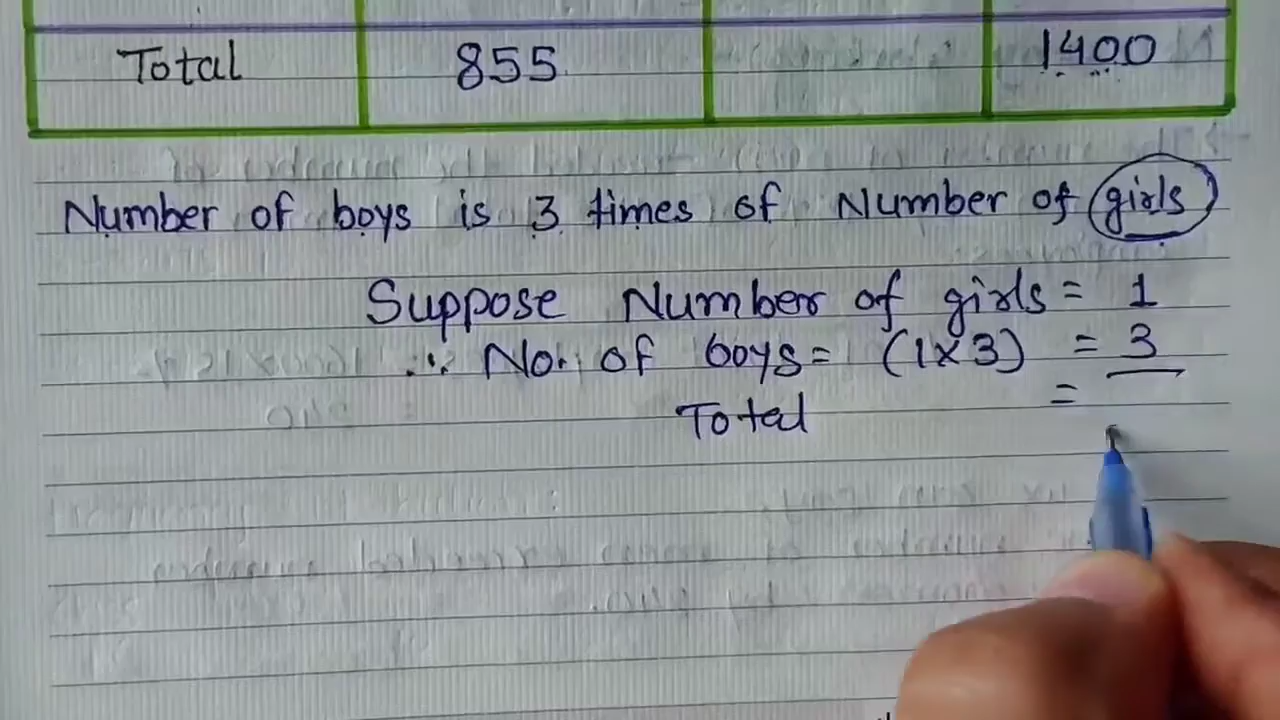 Total 855 1400
Number of boys is 3 times of Number of girls
Suppose Number of girls = 1
∴ No. of boys = (1×3) = 3
Total =